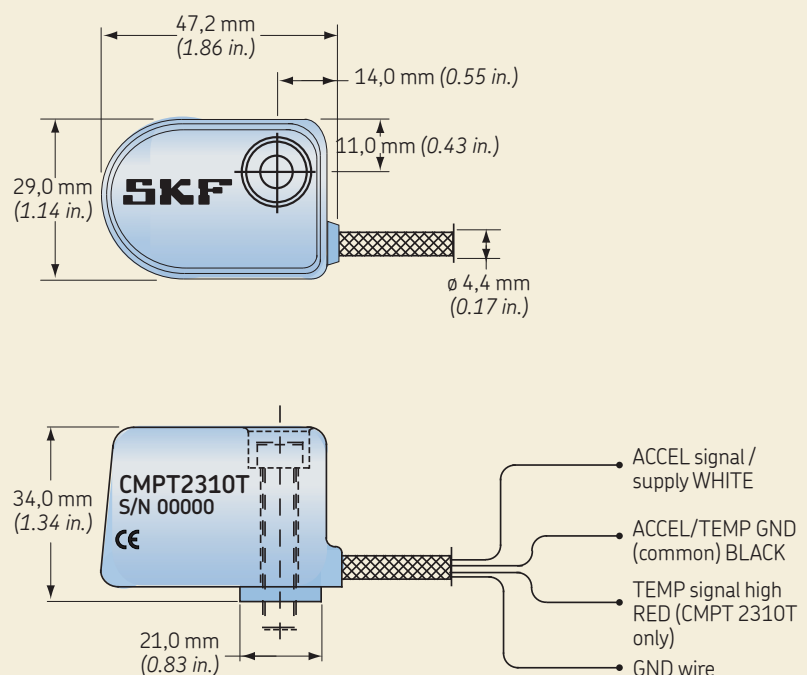 47,2 mm
(1.86 in.)
14,0 mm (0.55 in.)
11,0 mm (0.43 in.)
29,0 mm
(1.14 in.)
SKF
ø 4,4 mm
(0.17 in.)
34,0 mm
(1.34 in.)
CMPT2310T
S/N 00000
CE
21,0 mm
(0.83 in.)
ACCEL signal /
supply WHITE
ACCEL/TEMP GND
(common) BLACK
TEMP signal high
RED (CMPT 2310T
only)
GND wire